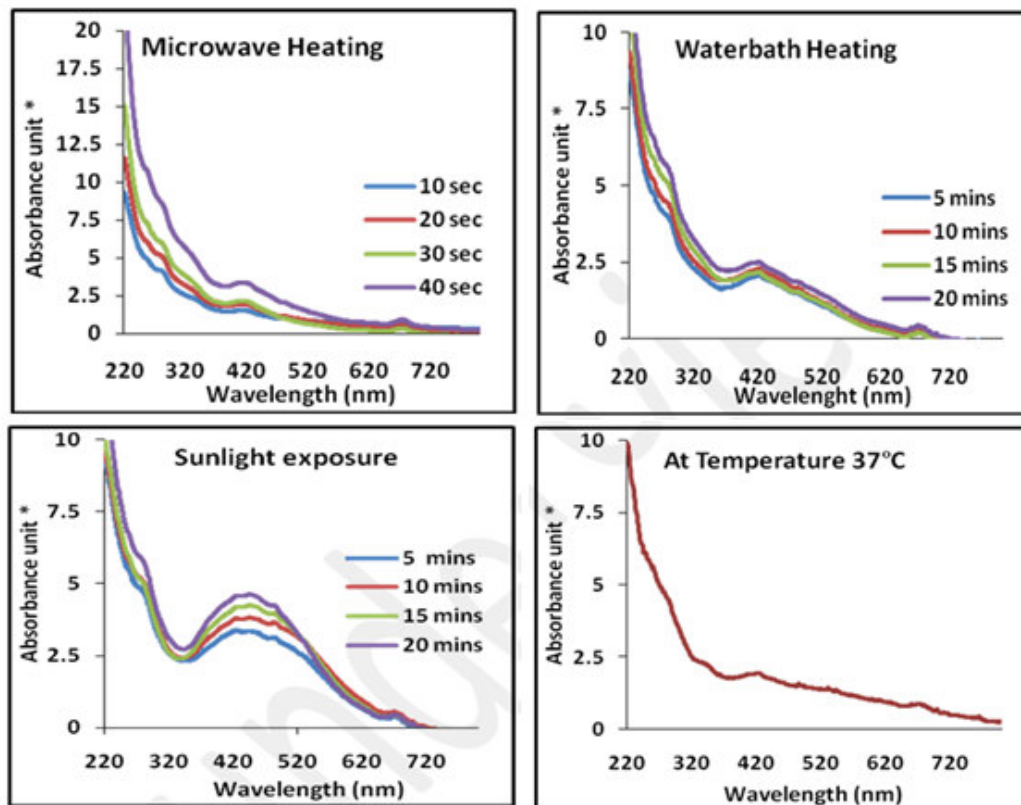 Microwave Heating
Absorbance unit *
20
17.5
15
12.5
10
7.5
5
2.5
0
10 sec
20 sec
30 sec
40 sec
220 320 420 520 620 720
Wavelength (nm)
Waterbath Heating
Absorbance unit *
10
7.5
5
2.5
0
5 mins
10 mins
15 mins
20 mins
220 320 420 520 620 720
Wavelenght (nm)
Sunlight exposure
Absorbance unit *
10
7.5
5
2.5
0
5 mins
10 mins
15 mins
20 mins
220 320 420 520 620 720
Wavelength (nm)
At Temperature 37°C
Absorbance unit *
10
7.5
5
2.5
0
220 320 420 520 620 720
Wavelength (nm)